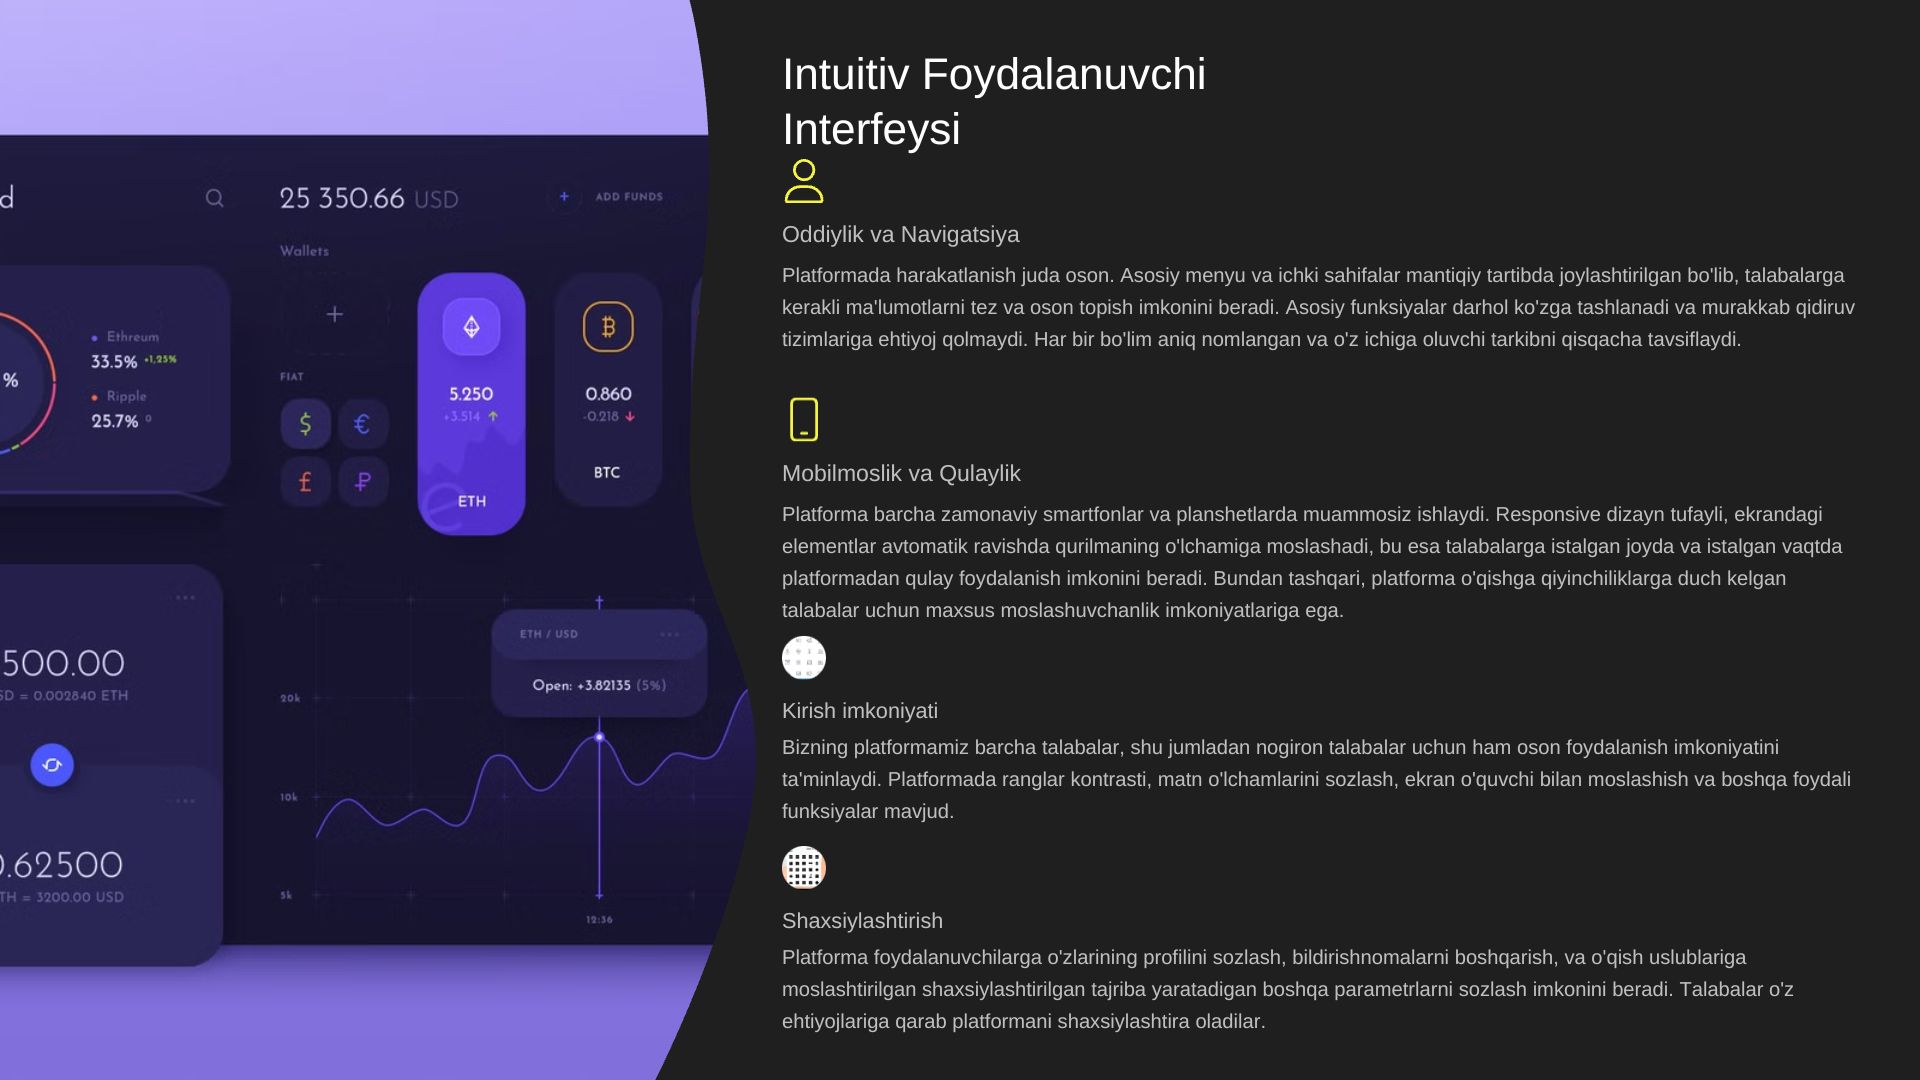 Intuitiv Foydalanuvchi
Interfeysi
Oddiylik va Navigatsiya
Platformada harakatlanish juda oson. Asosiy menyu va ichki sahifalar mantiqiy tartibda joylashtirilgan bo'lib, talabalarga
kerakli ma'lumotlarni tez va oson topish imkonini beradi. Asosiy funksiyalar darhol ko'zga tashlanadi va murakkab qidiruv
tizimlariga ehtiyoj qolmaydi. Har bir bo'lim aniq nomlangan va o'z ichiga oluvchi tarkibni qisqacha tavsiflaydi.
Mobilmoslik va Qulaylik
Platforma barcha zamonaviy smartfonlar va planshetlarda muammosiz ishlaydi. Responsive dizayn tufayli, ekrandagi
elementlar avtomatik ravishda qurilmaning o'lchamiga moslashadi, bu esa talabalarga istalgan joyda va istalgan vaqtda
platformadan qulay foydalanish imkonini beradi. Bundan tashqari, platforma o'qishga qiyinchiliklarga duch kelgan
talabalar uchun maxsus moslashuvchanlik imkoniyatlariga ega.
Kirish imkoniyati
Bizning platformamiz barcha talabalar, shu jumladan nogiron talabalar uchun ham oson foydalanish imkoniyatini
ta'minlaydi. Platformada ranglar kontrasti, matn o'lchamlarini sozlash, ekran o'quvchi bilan moslashish va boshqa foydali
funksiyalar mavjud.
Shaxsiylashtirish
Platforma foydalanuvchilarga o'zlarining profilini sozlash, bildirishnomalarni boshqarish, va o'qish uslublariga
moslashtirilgan shaxsiylashtirilgan tajriba yaratadigan boshqa parametrlarni sozlash imkonini beradi. Talabalar o'z
ehtiyojlariga qarab platformani shaxsiylashtira oladilar.
d
25 350.66 USD
+ ADD FUNDS
Wallets
+
Ethreum
33.5% +1,25%
Ripple
25.7% 0
%
FIAT
$ €
£ ₽
5.250
+3.514
ETH
0.860
-0.218
BTC
500.00
SD = 0.002840 ETH
0.62500
TH = 3200.00 USD
ETH / USD
Open: +3.82135 (5%)
20k
10k
5k
12:36